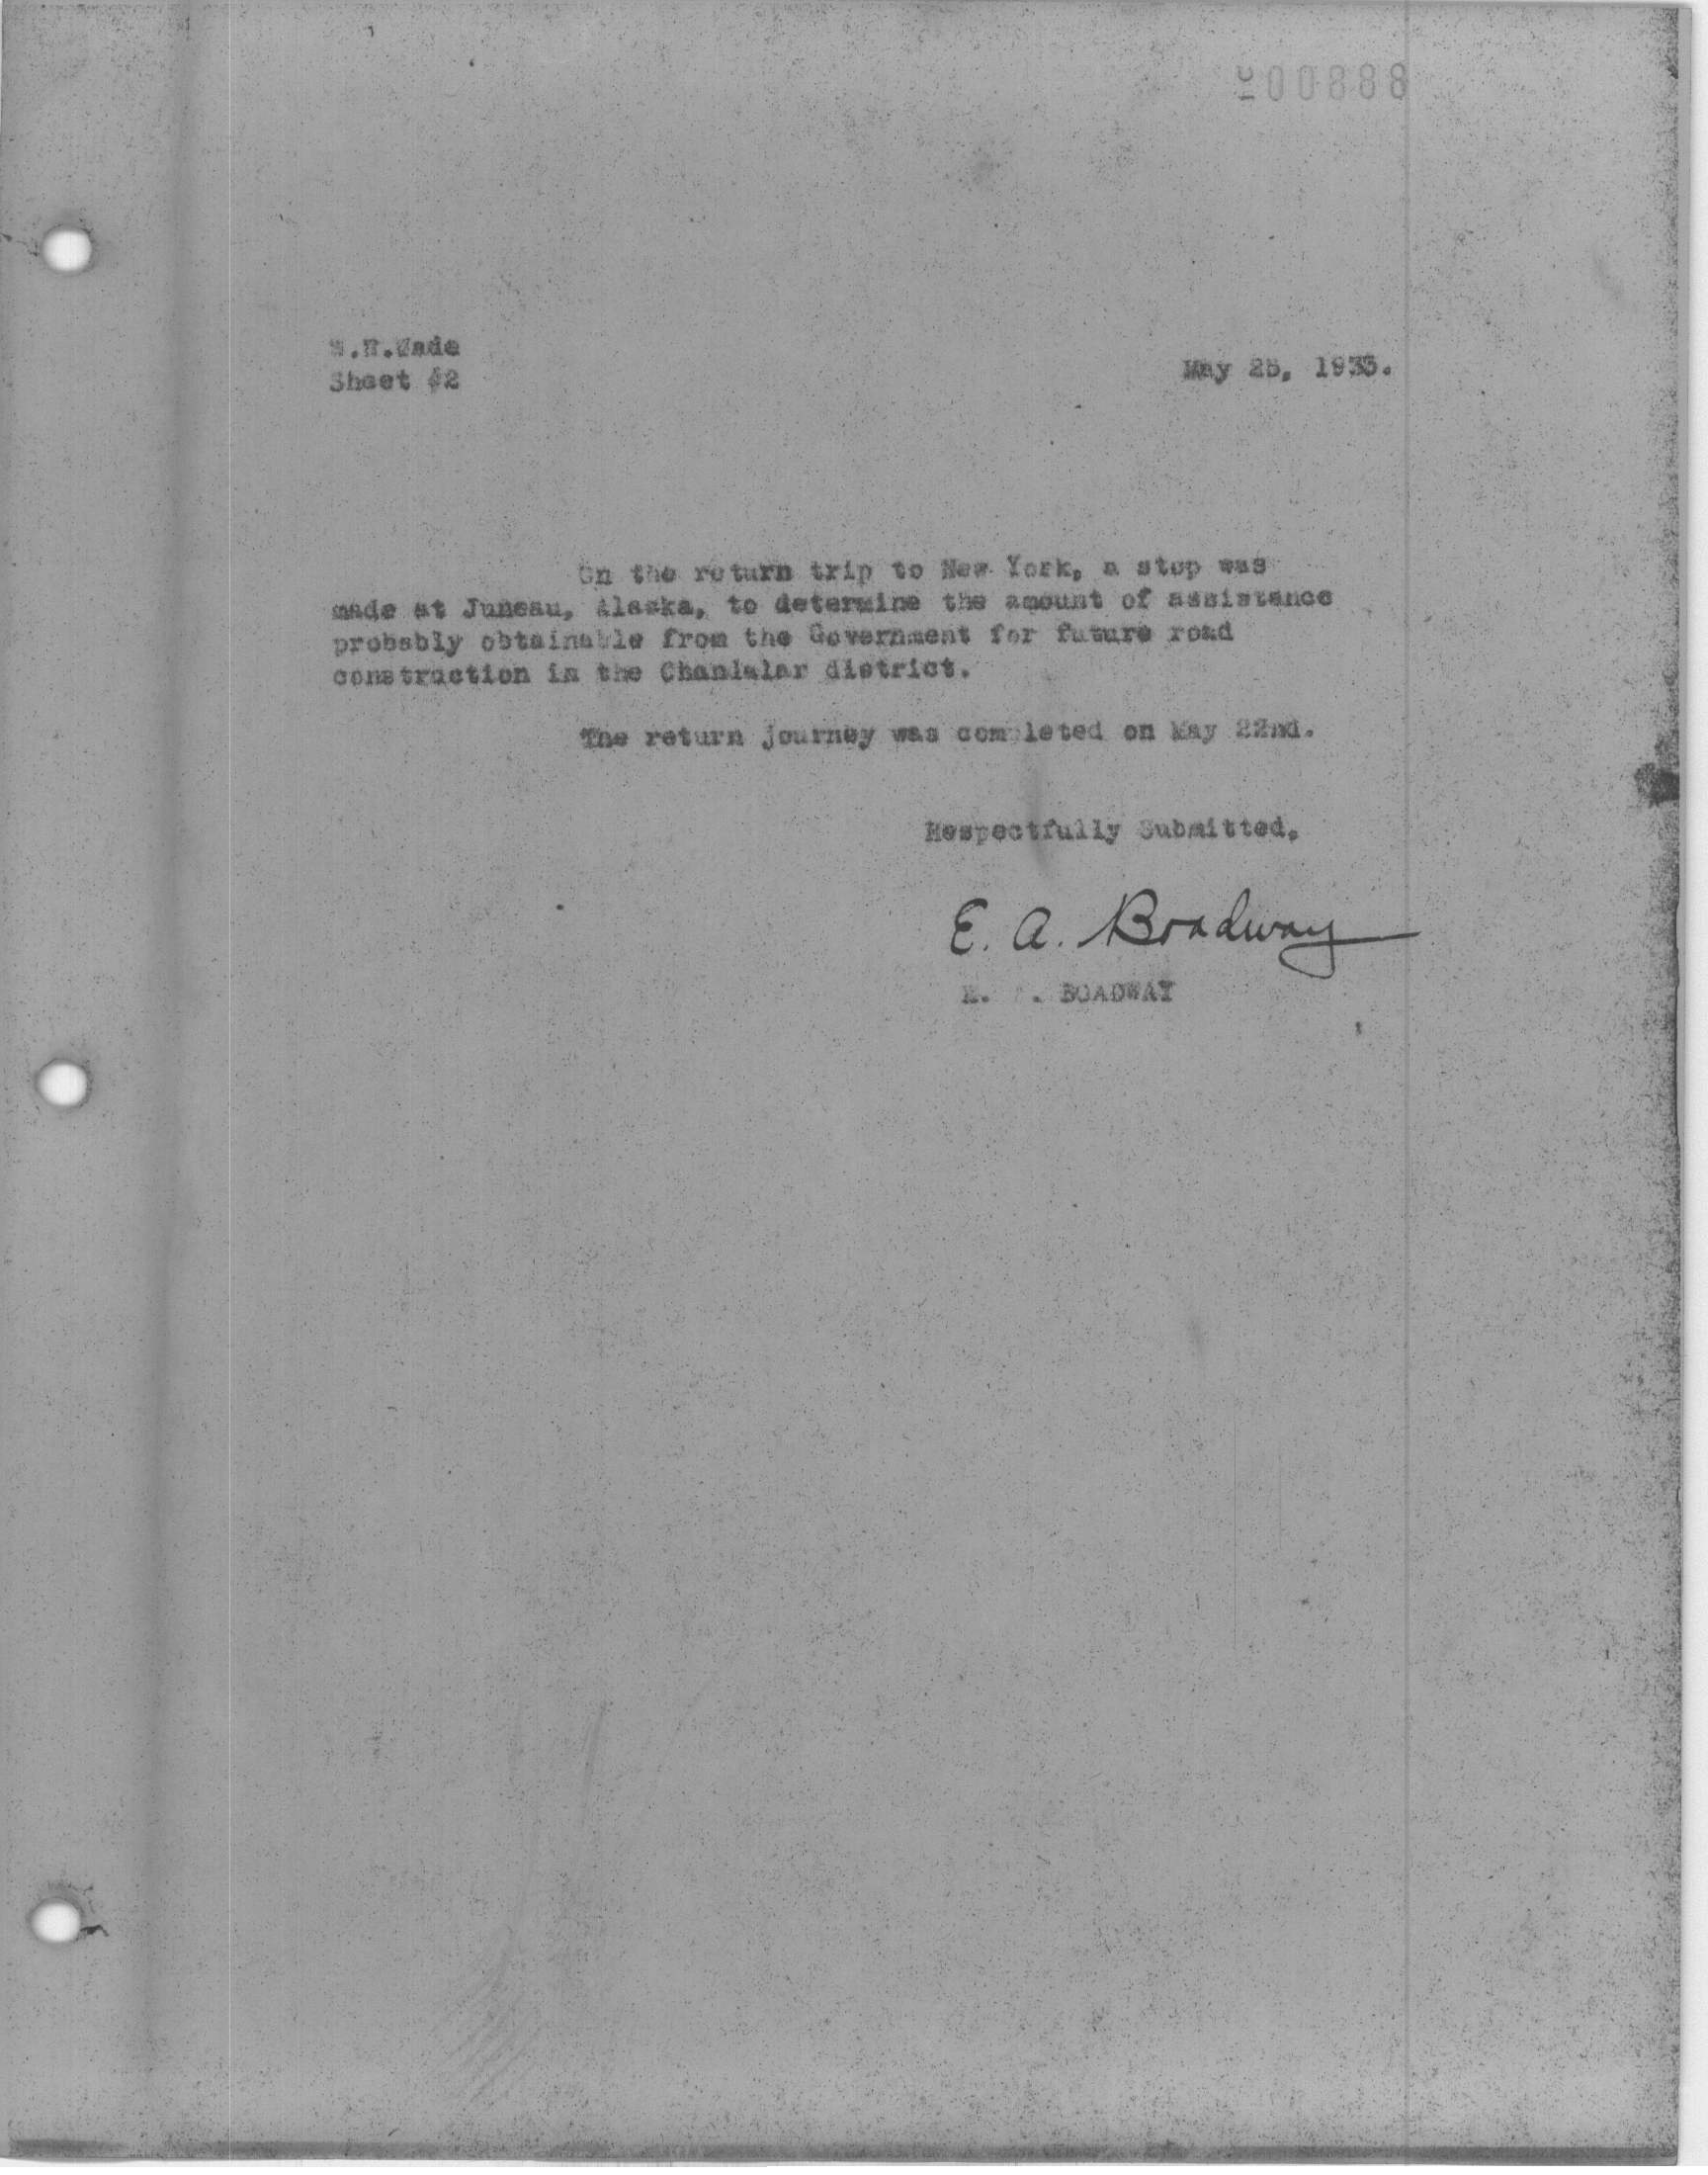 00888
W.H.Wade
Sheet #2
May 25, 1933.
On the return trip to New York, a stop was
made at Juneau, Alaska, to determine the amount of assistance
probably obtainable from the Government for future road
construction in the Chandalar district.
The return journey was completed on May 22nd.
Respectfully Submitted,
E. A. Boadway
E. A. BOADWAY